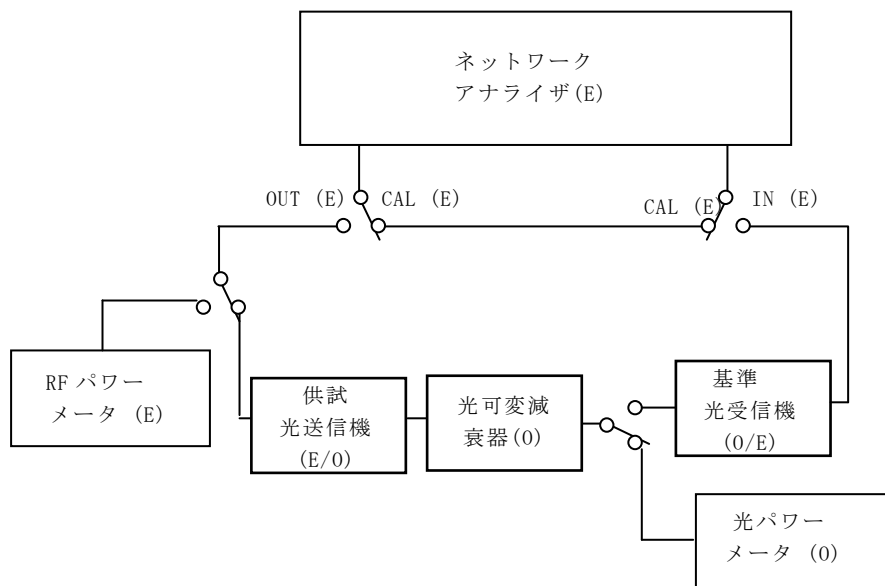 ネットワーク
アナライザ(E)
OUT (E)
CAL (E)
CAL (E)
IN (E)
RF パワー
メータ (E)
供試
光送信機
(E/O)
光可変減
衰器(O)
基準
光受信機
(O/E)
光パワー
メータ (O)